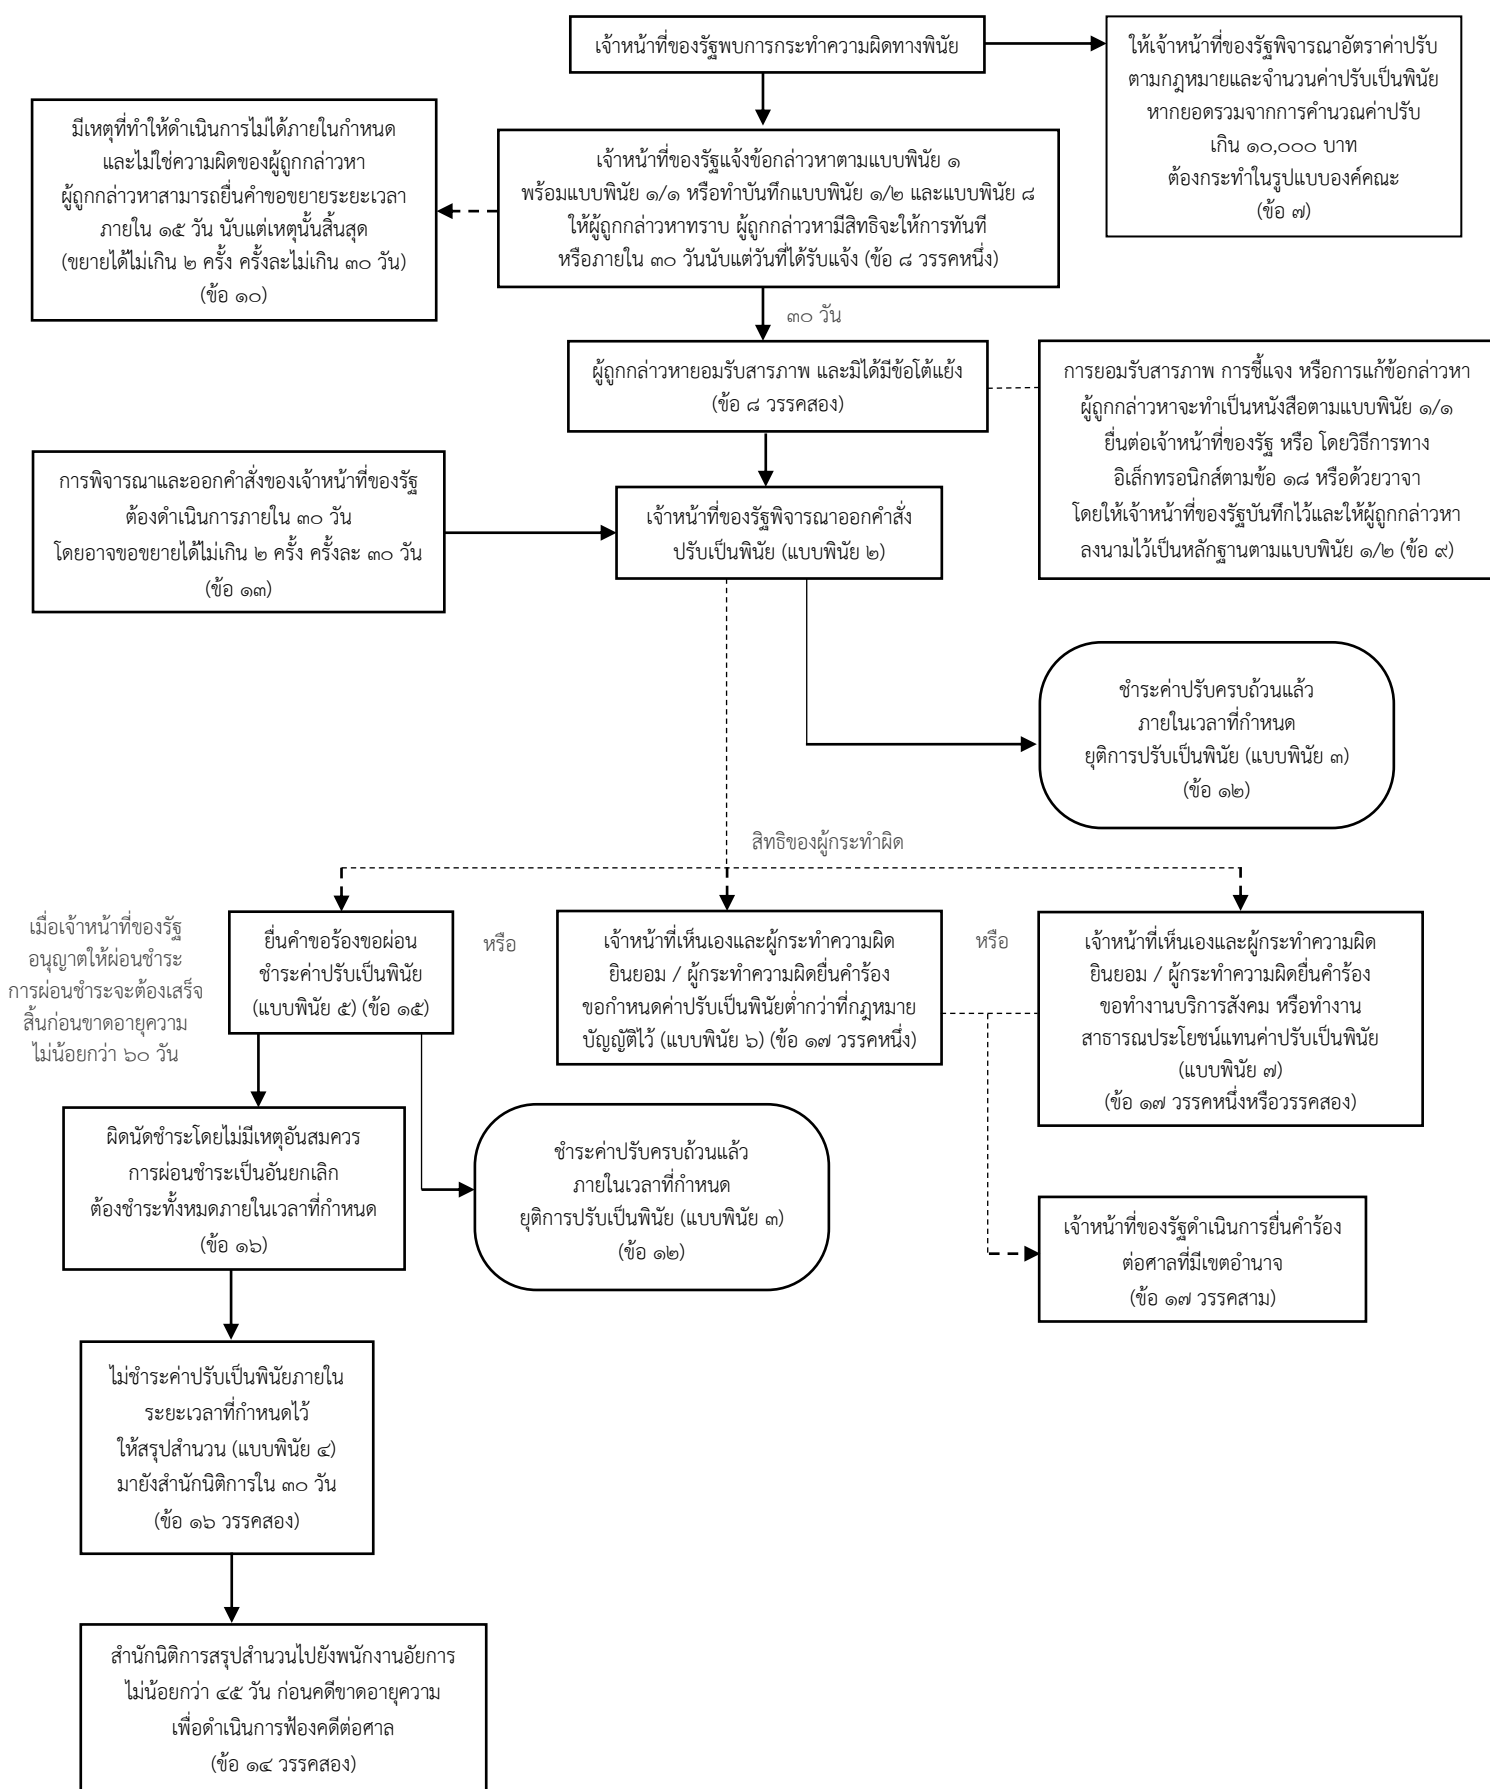 เจ้าหน้าที่ของรัฐพบการกระทำความผิดทางพินัย
ให้เจ้าหน้าที่ของรัฐพิจารณาอัตราค่าปรับ
ตามกฎหมายและจำนวนค่าปรับเป็นพินัย
หากยอดรวมจากการคำนวณค่าปรับ
เกิน ๑๐,๐๐๐ บาท
ต้องกระทำในรูปแบบองค์คณะ
(ข้อ ๗)
มีเหตุที่ทำให้ดำเนินการไม่ได้ภายในกำหนด
และไม่ใช่ความผิดของผู้ถูกกล่าวหา
ผู้ถูกกล่าวหาสามารถยื่นคำขอขยายระยะเวลา
ภายใน ๑๕ วัน นับแต่เหตุนั้นสิ้นสุด
(ขยายได้ไม่เกิน ๒ ครั้ง ครั้งละไม่เกิน ๓๐ วัน)
(ข้อ ๑๐)
เจ้าหน้าที่ของรัฐแจ้งข้อกล่าวหาตามแบบพินัย ๑
พร้อมแบบพินัย ๑/๑ หรือทำบันทึกแบบพินัย ๑/๒ และแบบพินัย ๘
ให้ผู้ถูกกล่าวหาทราบ ผู้ถูกกล่าวหามีสิทธิจะให้การทันที
หรือภายใน ๓๐ วันนับแต่วันที่ได้รับแจ้ง (ข้อ ๘ วรรคหนึ่ง)
๓๐ วัน
ผู้ถูกกล่าวหายอมรับสารภาพ และมิได้มีข้อโต้แย้ง
(ข้อ ๘ วรรคสอง)
การยอมรับสารภาพ การชี้แจง หรือการแก้ข้อกล่าวหา
ผู้ถูกกล่าวหาจะทำเป็นหนังสือตามแบบพินัย ๑/๑
ยื่นต่อเจ้าหน้าที่ของรัฐ หรือ โดยวิธีการทาง
อิเล็กทรอนิกส์ตามข้อ ๑๘ หรือด้วยวาจา
โดยให้เจ้าหน้าที่ของรัฐบันทึกไว้และให้ผู้ถูกกล่าวหา
ลงนามไว้เป็นหลักฐานตามแบบพินัย ๑/๒ (ข้อ ๙)
การพิจารณาและออกคำสั่งของเจ้าหน้าที่ของรัฐ
ต้องดำเนินการภายใน ๓๐ วัน
โดยอาจขอขยายได้ไม่เกิน ๒ ครั้ง ครั้งละ ๓๐ วัน
(ข้อ ๑๓)
เจ้าหน้าที่ของรัฐพิจารณาออกคำสั่ง
ปรับเป็นพินัย (แบบพินัย ๒)
ชำระค่าปรับครบถ้วนแล้ว
ภายในเวลาที่กำหนด
ยุติการปรับเป็นพินัย (แบบพินัย ๓)
(ข้อ ๑๒)
สิทธิของผู้กระทำผิด
เมื่อเจ้าหน้าที่ของรัฐ
อนุญาตให้ผ่อนชำระ
การผ่อนชำระจะต้องเสร็จ
สิ้นก่อนขาดอายุความ
ไม่น้อยกว่า ๖๐ วัน
ยื่นคำขอร้องขอผ่อน
ชำระค่าปรับเป็นพินัย
(แบบพินัย ๕) (ข้อ ๑๕)
หรือ
เจ้าหน้าที่เห็นเองและผู้กระทำความผิด
ยินยอม / ผู้กระทำความผิดยื่นคำร้อง
ขอกำหนดค่าปรับเป็นพินัยต่ำกว่าที่กฎหมาย
บัญญัติไว้ (แบบพินัย ๖) (ข้อ ๑๗ วรรคหนึ่ง)
หรือ
เจ้าหน้าที่เห็นเองและผู้กระทำความผิด
ยินยอม / ผู้กระทำความผิดยื่นคำร้อง
ขอทำงานบริการสังคม หรือทำงาน
สาธารณประโยชน์แทนค่าปรับเป็นพินัย
(แบบพินัย ๗)
(ข้อ ๑๗ วรรคหนึ่งหรือวรรคสอง)
ผิดนัดชำระโดยไม่มีเหตุอันสมควร
การผ่อนชำระเป็นอันยกเลิก
ต้องชำระทั้งหมดภายในเวลาที่กำหนด
(ข้อ ๑๖)
ชำระค่าปรับครบถ้วนแล้ว
ภายในเวลาที่กำหนด
ยุติการปรับเป็นพินัย (แบบพินัย ๓)
(ข้อ ๑๒)
เจ้าหน้าที่ของรัฐดำเนินการยื่นคำร้อง
ต่อศาลที่มีเขตอำนาจ
(ข้อ ๑๗ วรรคสาม)
ไม่ชำระค่าปรับเป็นพินัยภายใน
ระยะเวลาที่กำหนดไว้
ให้สรุปสำนวน (แบบพินัย ๔)
มายังสำนักนิติการใน ๓๐ วัน
(ข้อ ๑๖ วรรคสอง)
สำนักนิติการสรุปสำนวนไปยังพนักงานอัยการ
ไม่น้อยกว่า ๔๕ วัน ก่อนคดีขาดอายุความ
เพื่อดำเนินการฟ้องคดีต่อศาล
(ข้อ ๑๔ วรรคสอง)